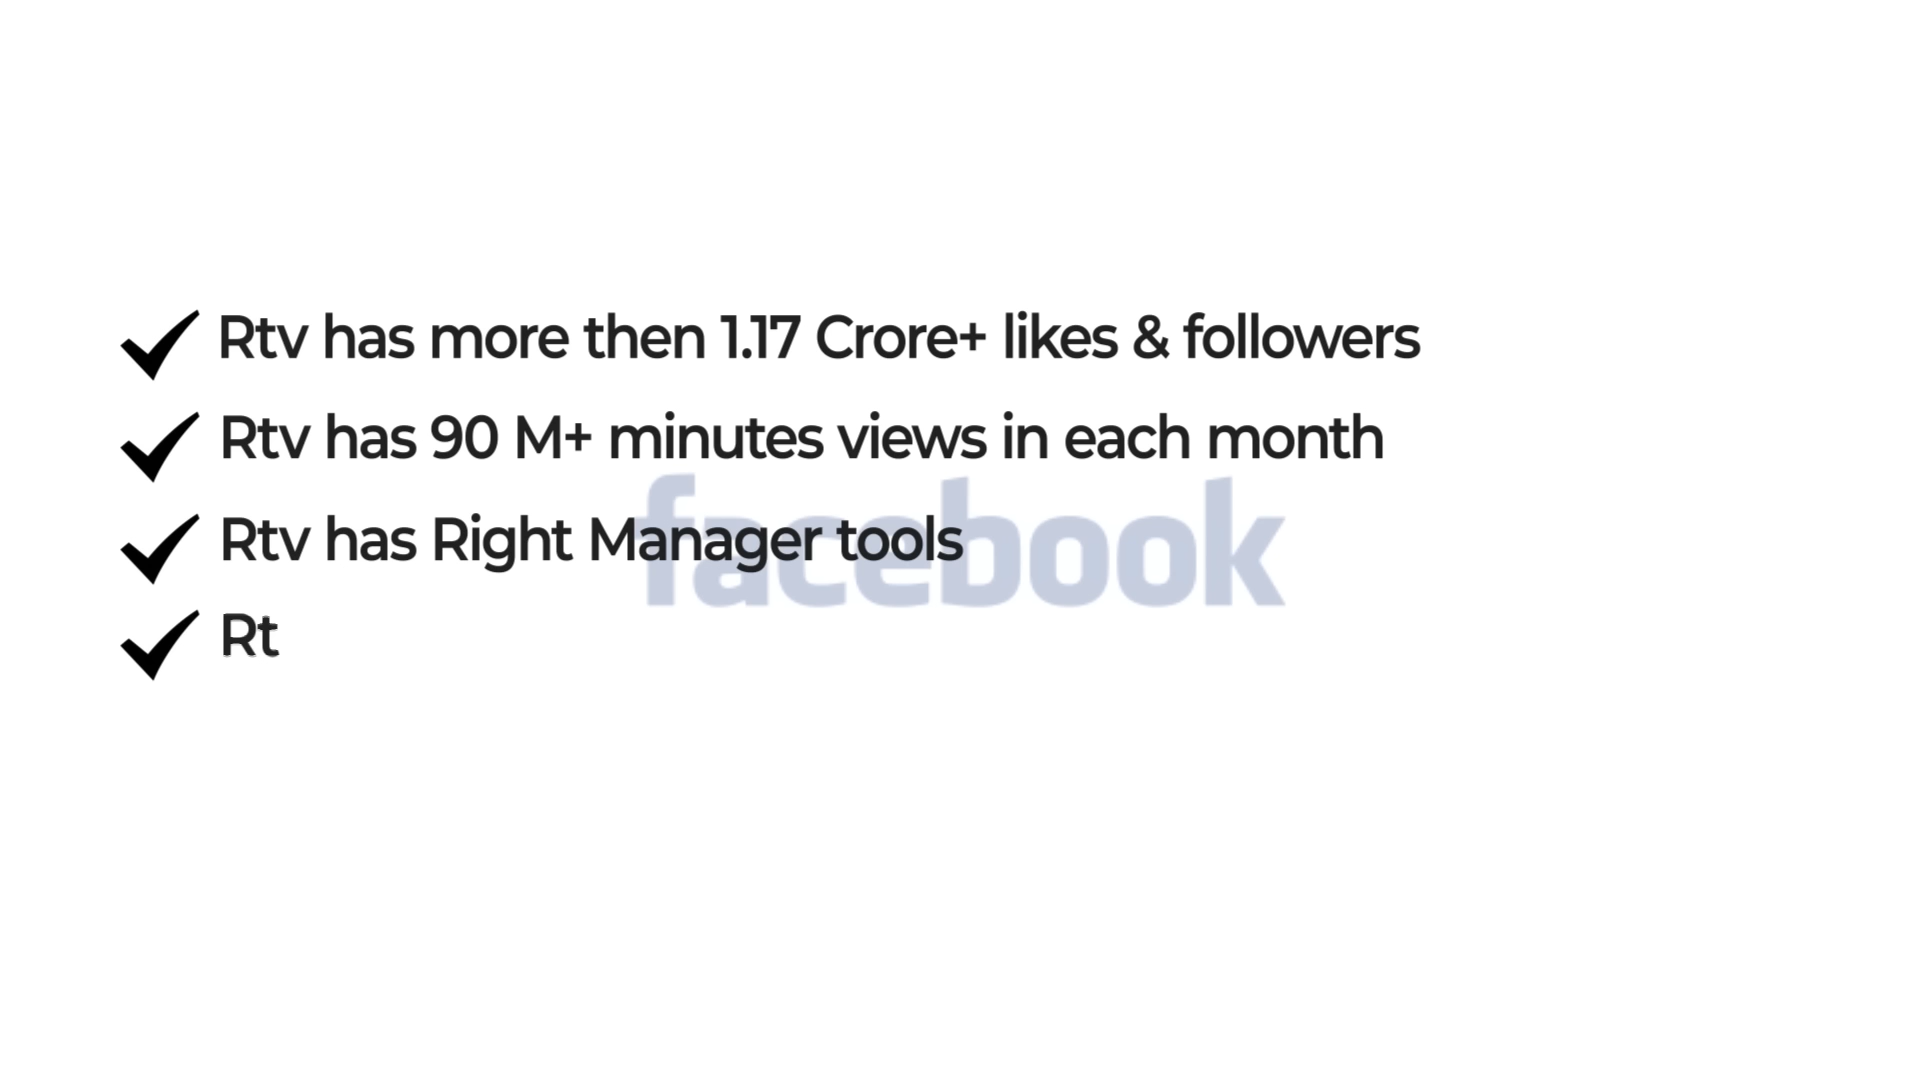 Rtv has more then 1.17 Crore+ likes & followers
Rtv has 90 M+ minutes views in each month
Rtv has Right Manager tools
facebook
Rt